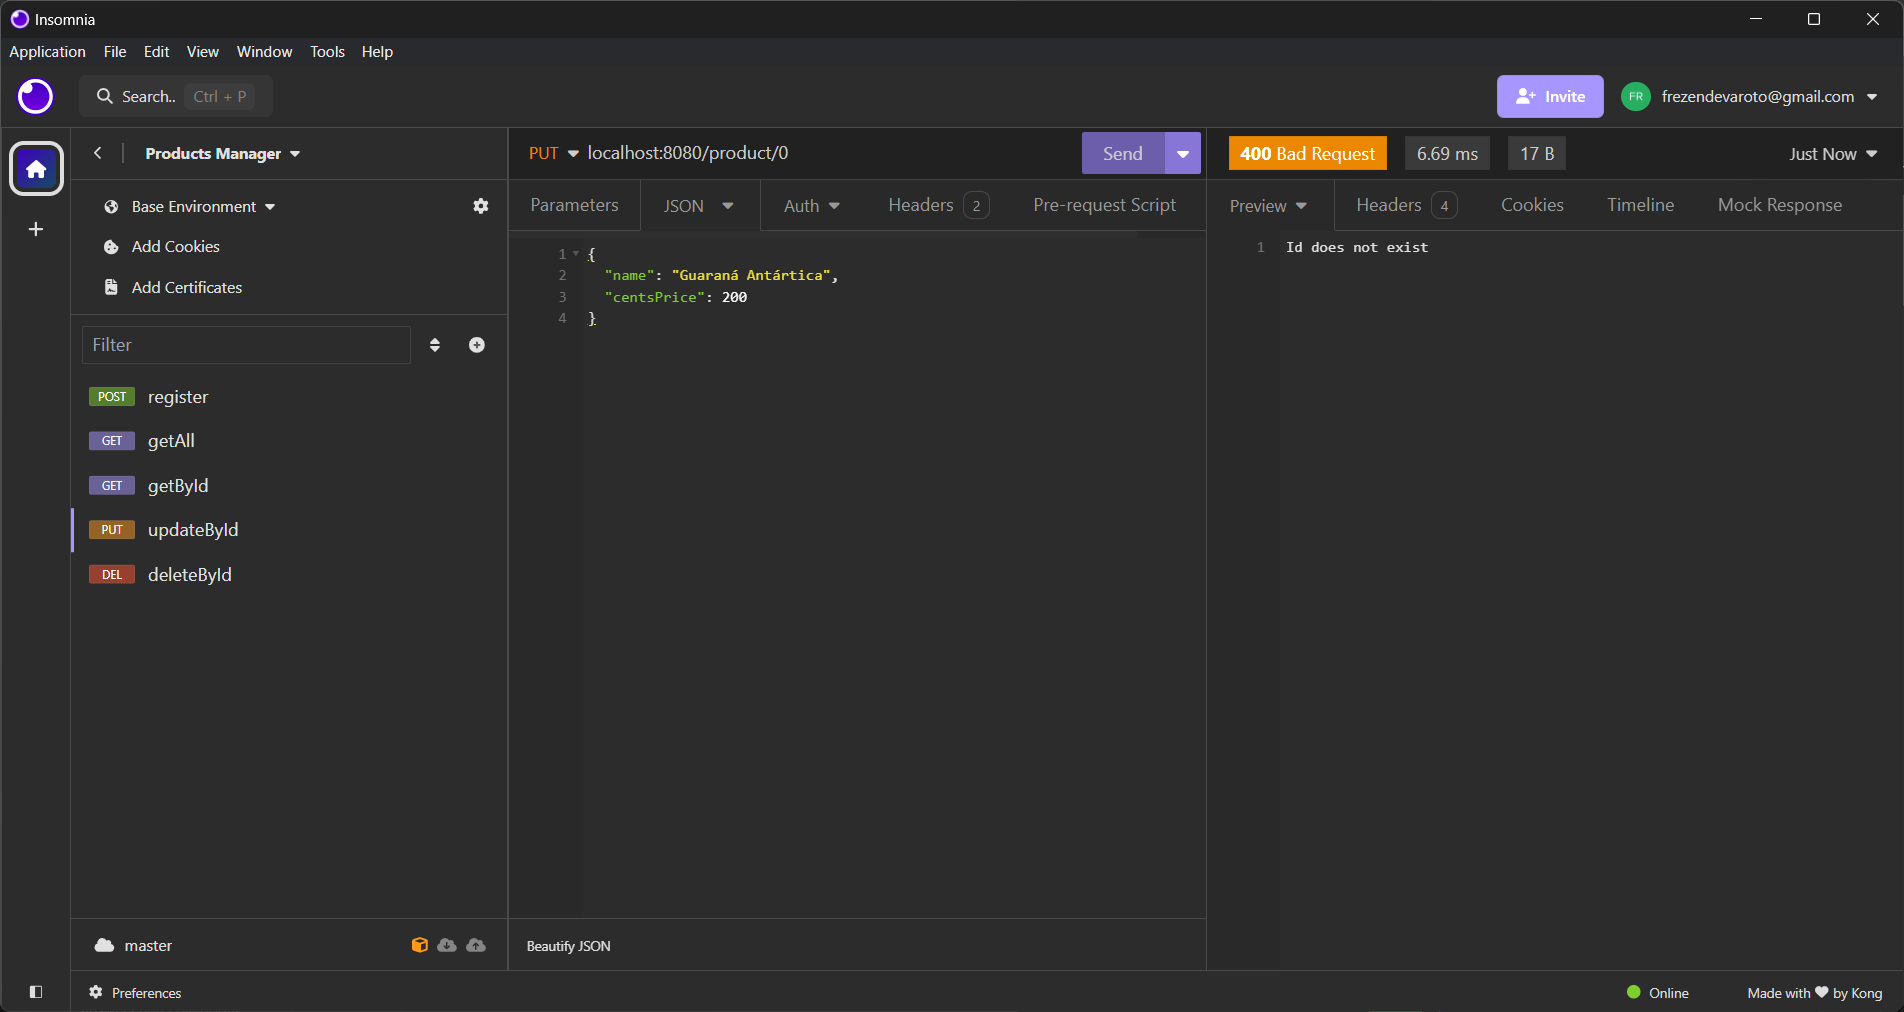 Insomnia
Application File Edit View Window Tools Help
Search.. Ctrl + P
Invite
FR frezendevaroto@gmail.com
Products Manager
PUT localhost:8080/product/0
Send
400 Bad Request 6.69 ms 17 B
Just Now
Base Environment
Add Cookies
Add Certificates
Filter
POST register
GET getAll
GET getById
PUT updateById
DEL deleteById
Parameters JSON Auth Headers 2 Pre-request Script
1 {
2 "name": "Guaraná Antártica",
3 "centsPrice": 200
4 }
Preview Headers 4 Cookies Timeline Mock Response
1 Id does not exist
master
Beautify JSON
Preferences
Online
Made with by Kong